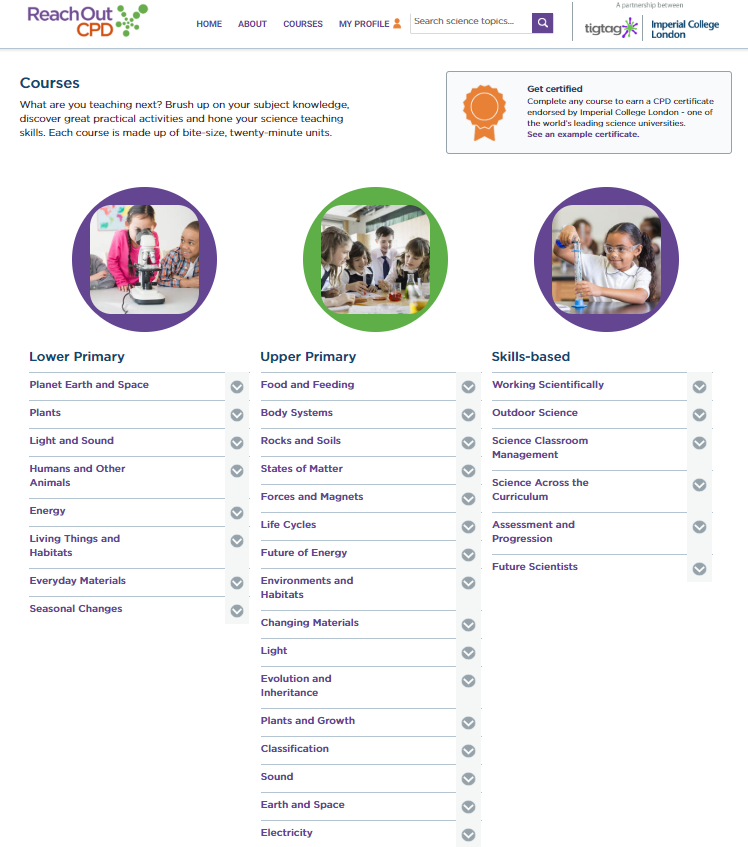 ReachOut
CPD
HOME ABOUT COURSES MY PROFILE
Search science topics...
A partnership between
tigtag
Imperial College
London
Courses
What are you teaching next? Brush up on your subject knowledge,
discover great practical activities and hone your science teaching
skills. Each course is made up of bite-size, twenty-minute units.
Get certified
Complete any course to earn a CPD certificate
endorsed by Imperial College London - one of
the world's leading science universities.
See an example certificate.
Lower Primary
Planet Earth and Space
Plants
Light and Sound
Humans and Other
Animals
Energy
Living Things and
Habitats
Everyday Materials
Seasonal Changes
Upper Primary
Food and Feeding
Body Systems
Rocks and Soils
States of Matter
Forces and Magnets
Life Cycles
Future of Energy
Environments and
Habitats
Changing Materials
Light
Evolution and
Inheritance
Plants and Growth
Classification
Sound
Earth and Space
Electricity
Skills-based
Working Scientifically
Outdoor Science
Science Classroom
Management
Science Across the
Curriculum
Assessment and
Progression
Future Scientists